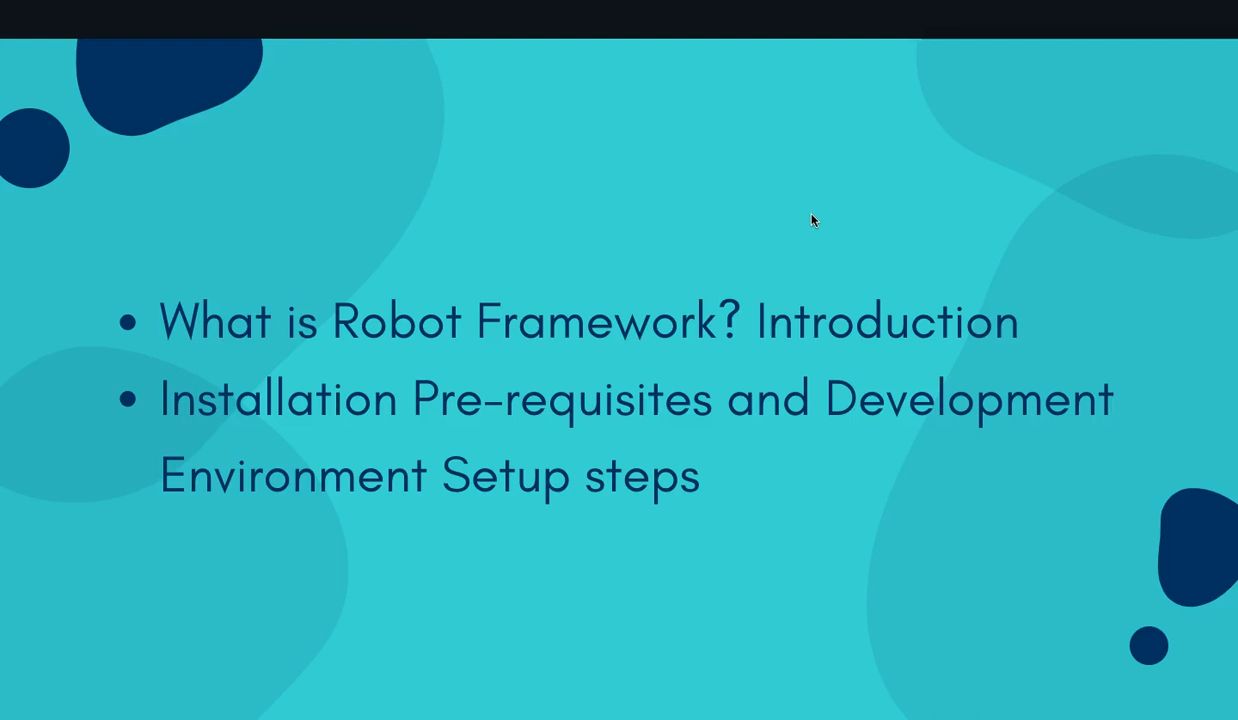 • What is Robot Framework? Introduction
• Installation Pre-requisites and Development
Environment Setup steps